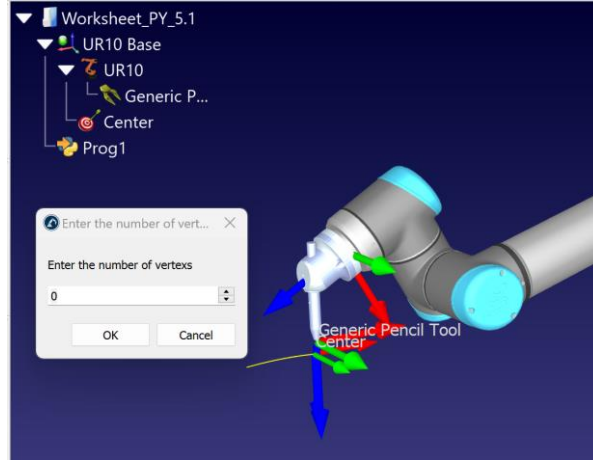 Worksheet_PY_5.1
UR10 Base
UR10
Generic P...
Center
Prog1
Enter the number of vert...
Enter the number of vertexs
0
OK Cancel
Generic Pencil Tool
Center